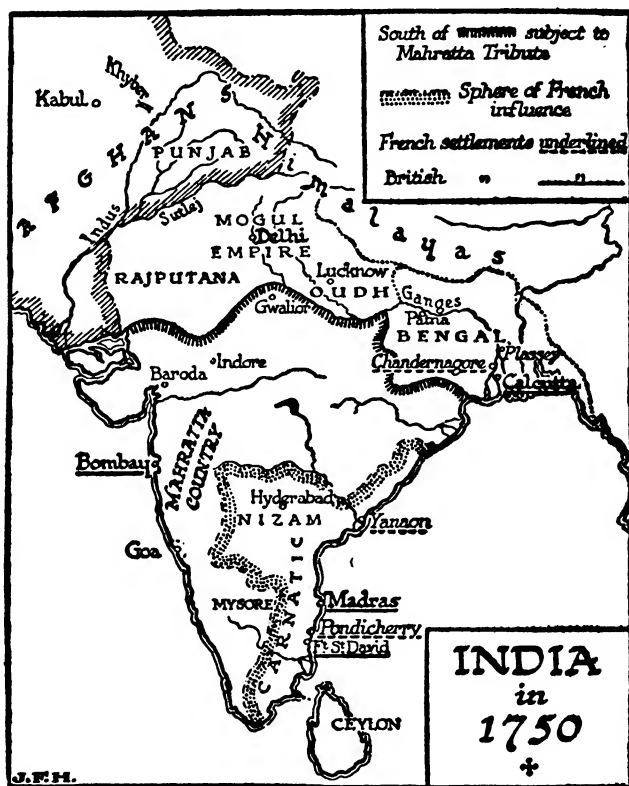 South of subject to
Mahratta Tribute
Sphere of French
influence
French settlements underlined
British " "
Kabul
Khyber
AFGHANS
PUNJAB
Indus
Sutlej
Himalayas
MOGUL
Delhi
EMPIRE
RAJPUTANA
Lucknow
OUDH
Gwalior
Ganges
Patna
BENGAL
Plassey
Chandernagore
Calcutta
Indore
Baroda
MAHRATTA
COUNTRY
Bombay
Hyderabad
NIZAM
Yanaon
Goa
CARNATIC
MYSORE
Madras
Pondicherry
Ft. St. David
CEYLON
INDIA
in
1750
J.F.H.